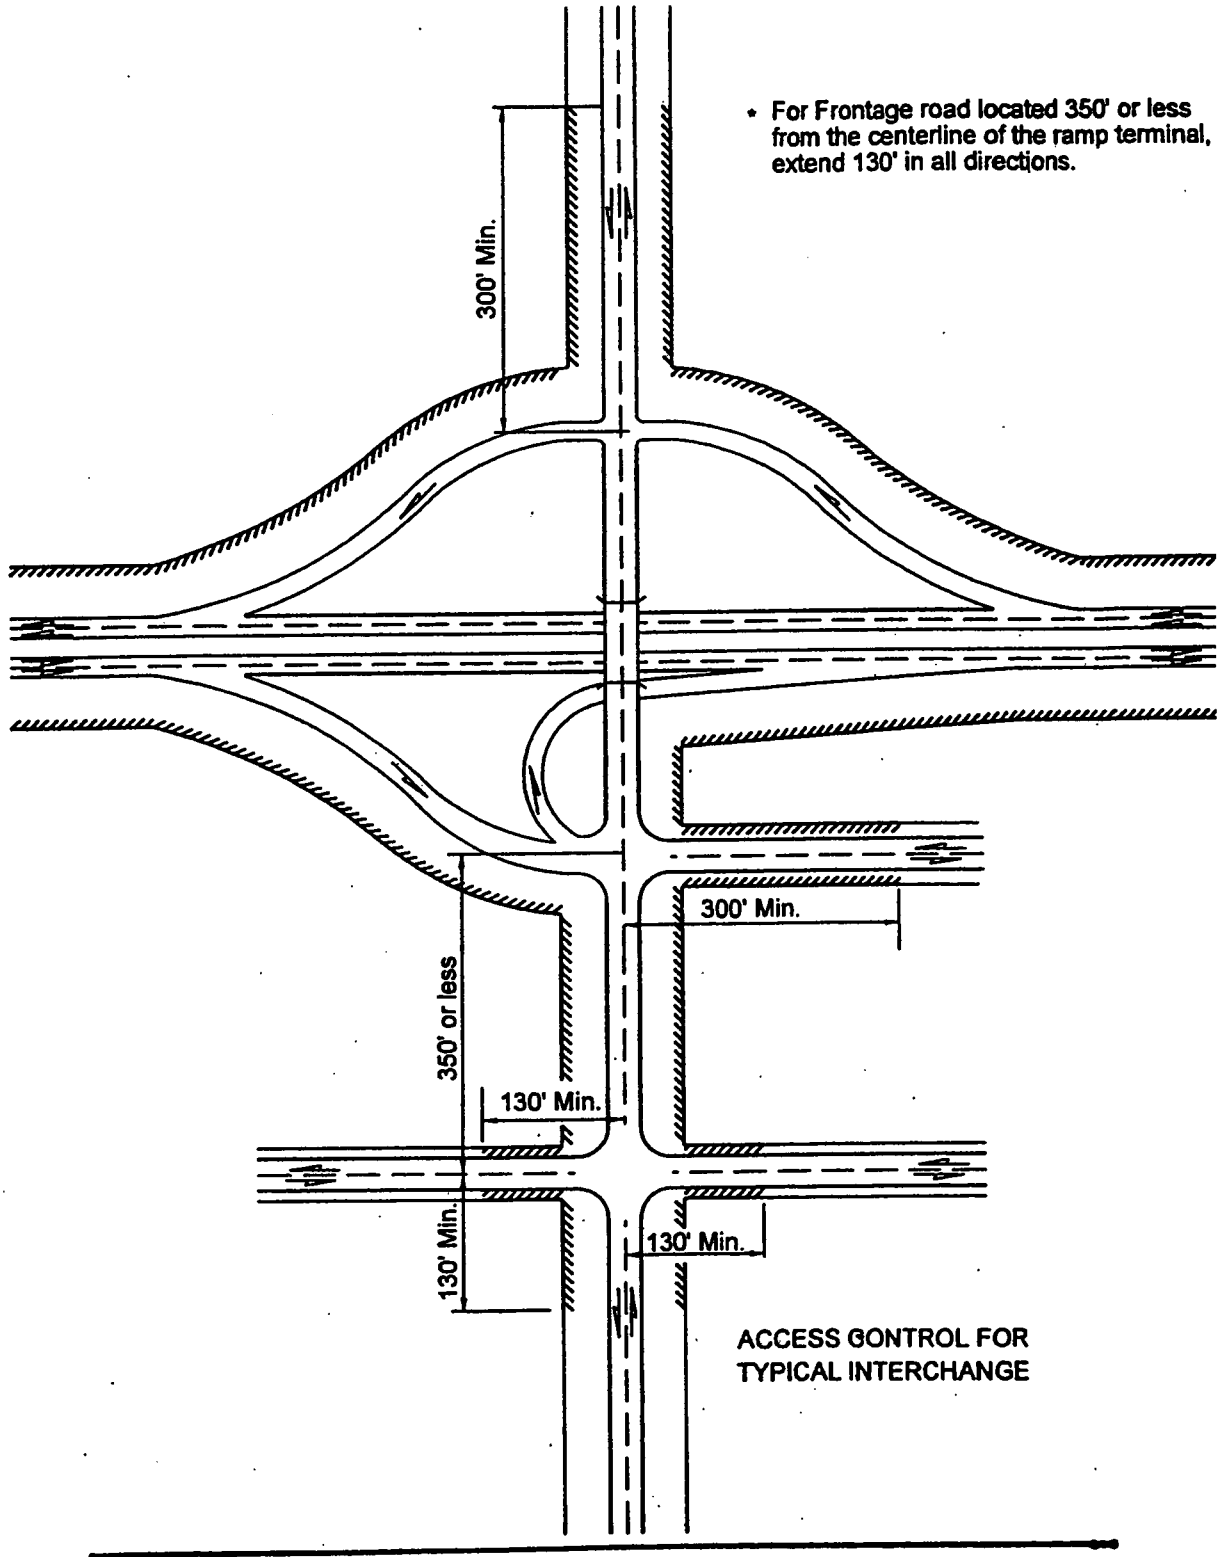 * For Frontage road located 350' or less
from the centerline of the ramp terminal,
extend 130' in all directions.
300' Min.
300' Min.
350' or less
130' Min.
130' Min.
130' Min.
ACCESS GONTROL FOR
TYPICAL INTERCHANGE